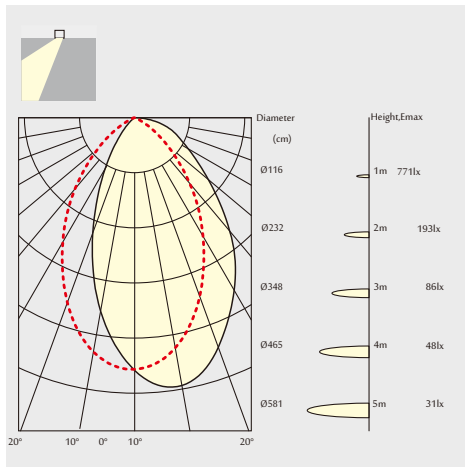 Diameter Height,Emax
(cm)
Ø116 1m 771lx
Ø232 2m 193lx
Ø348 3m 86lx
Ø465 4m 48lx
Ø581 5m 31lx
20° 10° 0° 10° 20°